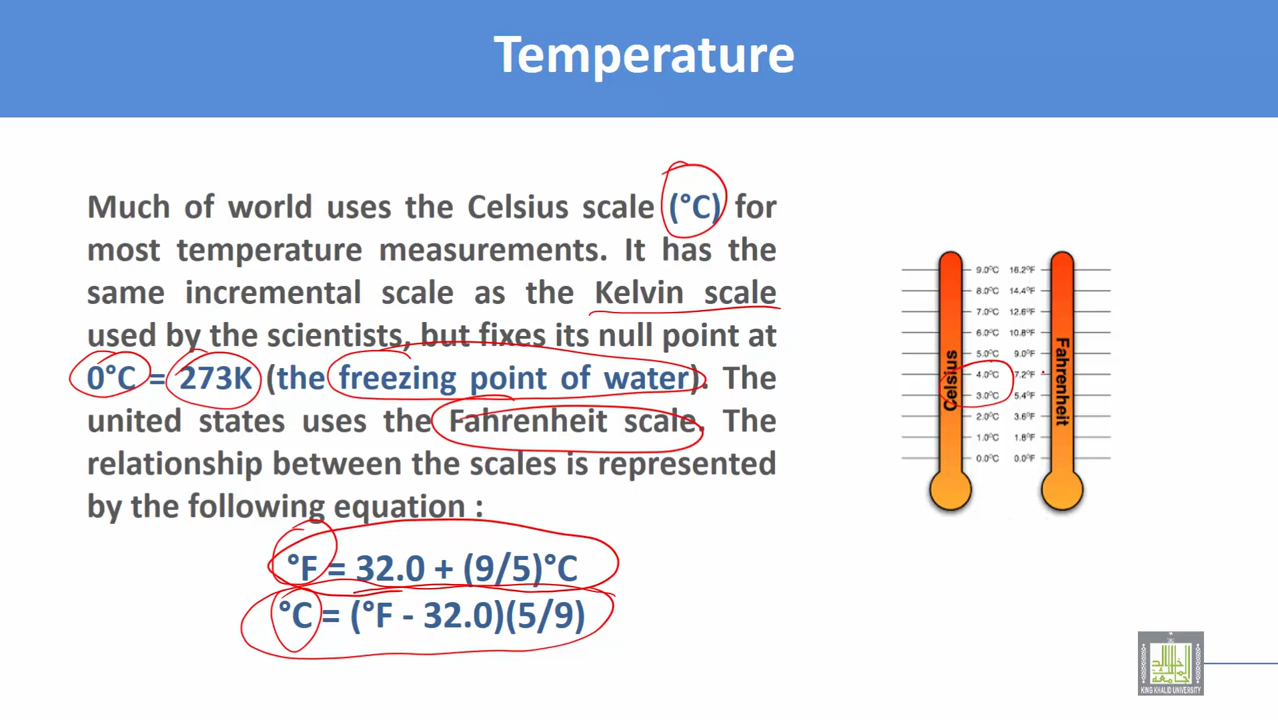 Temperature
Much of world uses the Celsius scale (°C) for
most temperature measurements. It has the
same incremental scale as the Kelvin scale
used by the scientists, but fixes its null point at
0°C = 273K (the freezing point of water). The
united states uses the Fahrenheit scale. The
relationship between the scales is represented
by the following equation :
°F = 32.0 + (9/5)°C
°C = (°F - 32.0)(5/9)
Celsius
Fahrenheit
9.0°C 16.2°F
8.0°C 14.4°F
7.0°C 12.6°F
6.0°C 10.8°F
5.0°C 9.0°F
4.0°C 7.2°F
3.0°C 5.4°F
2.0°C 3.6°F
1.0°C 1.8°F
0.0°C 0.0°F
KING KHALID UNIVERSITY